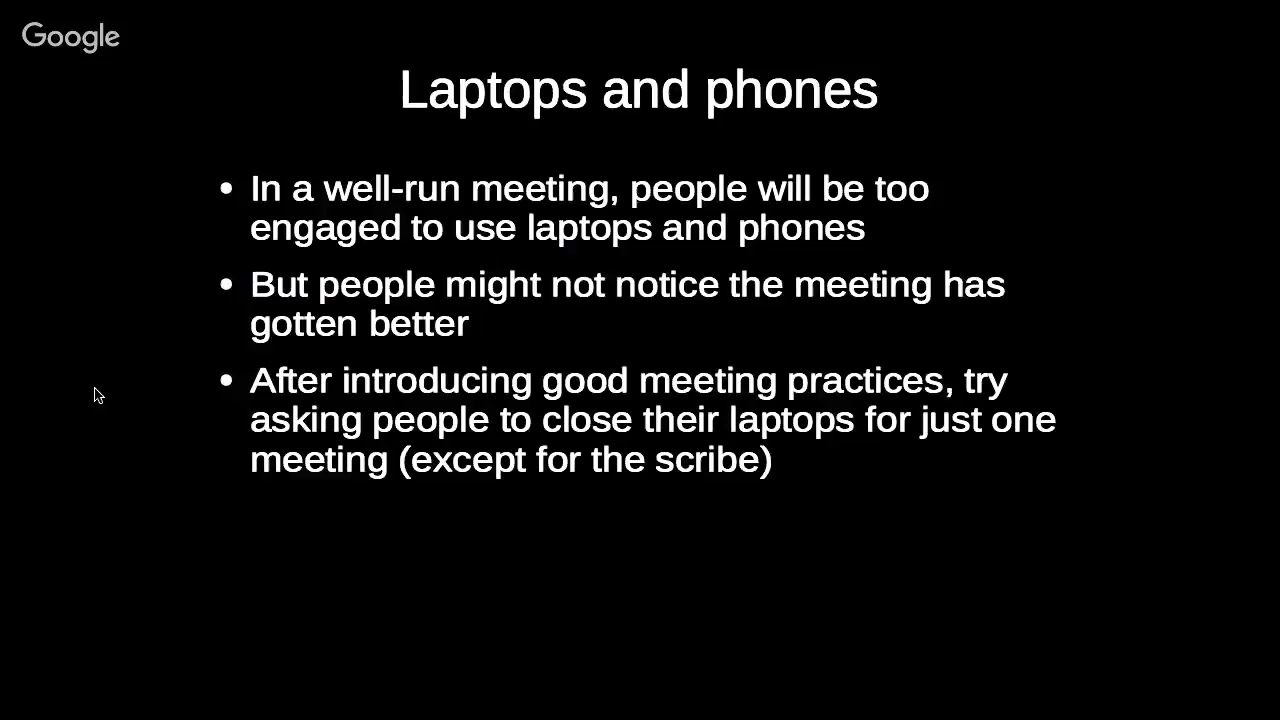 Google
Laptops and phones
• In a well-run meeting, people will be too
engaged to use laptops and phones
• But people might not notice the meeting has
gotten better
• After introducing good meeting practices, try
asking people to close their laptops for just one
meeting (except for the scribe)